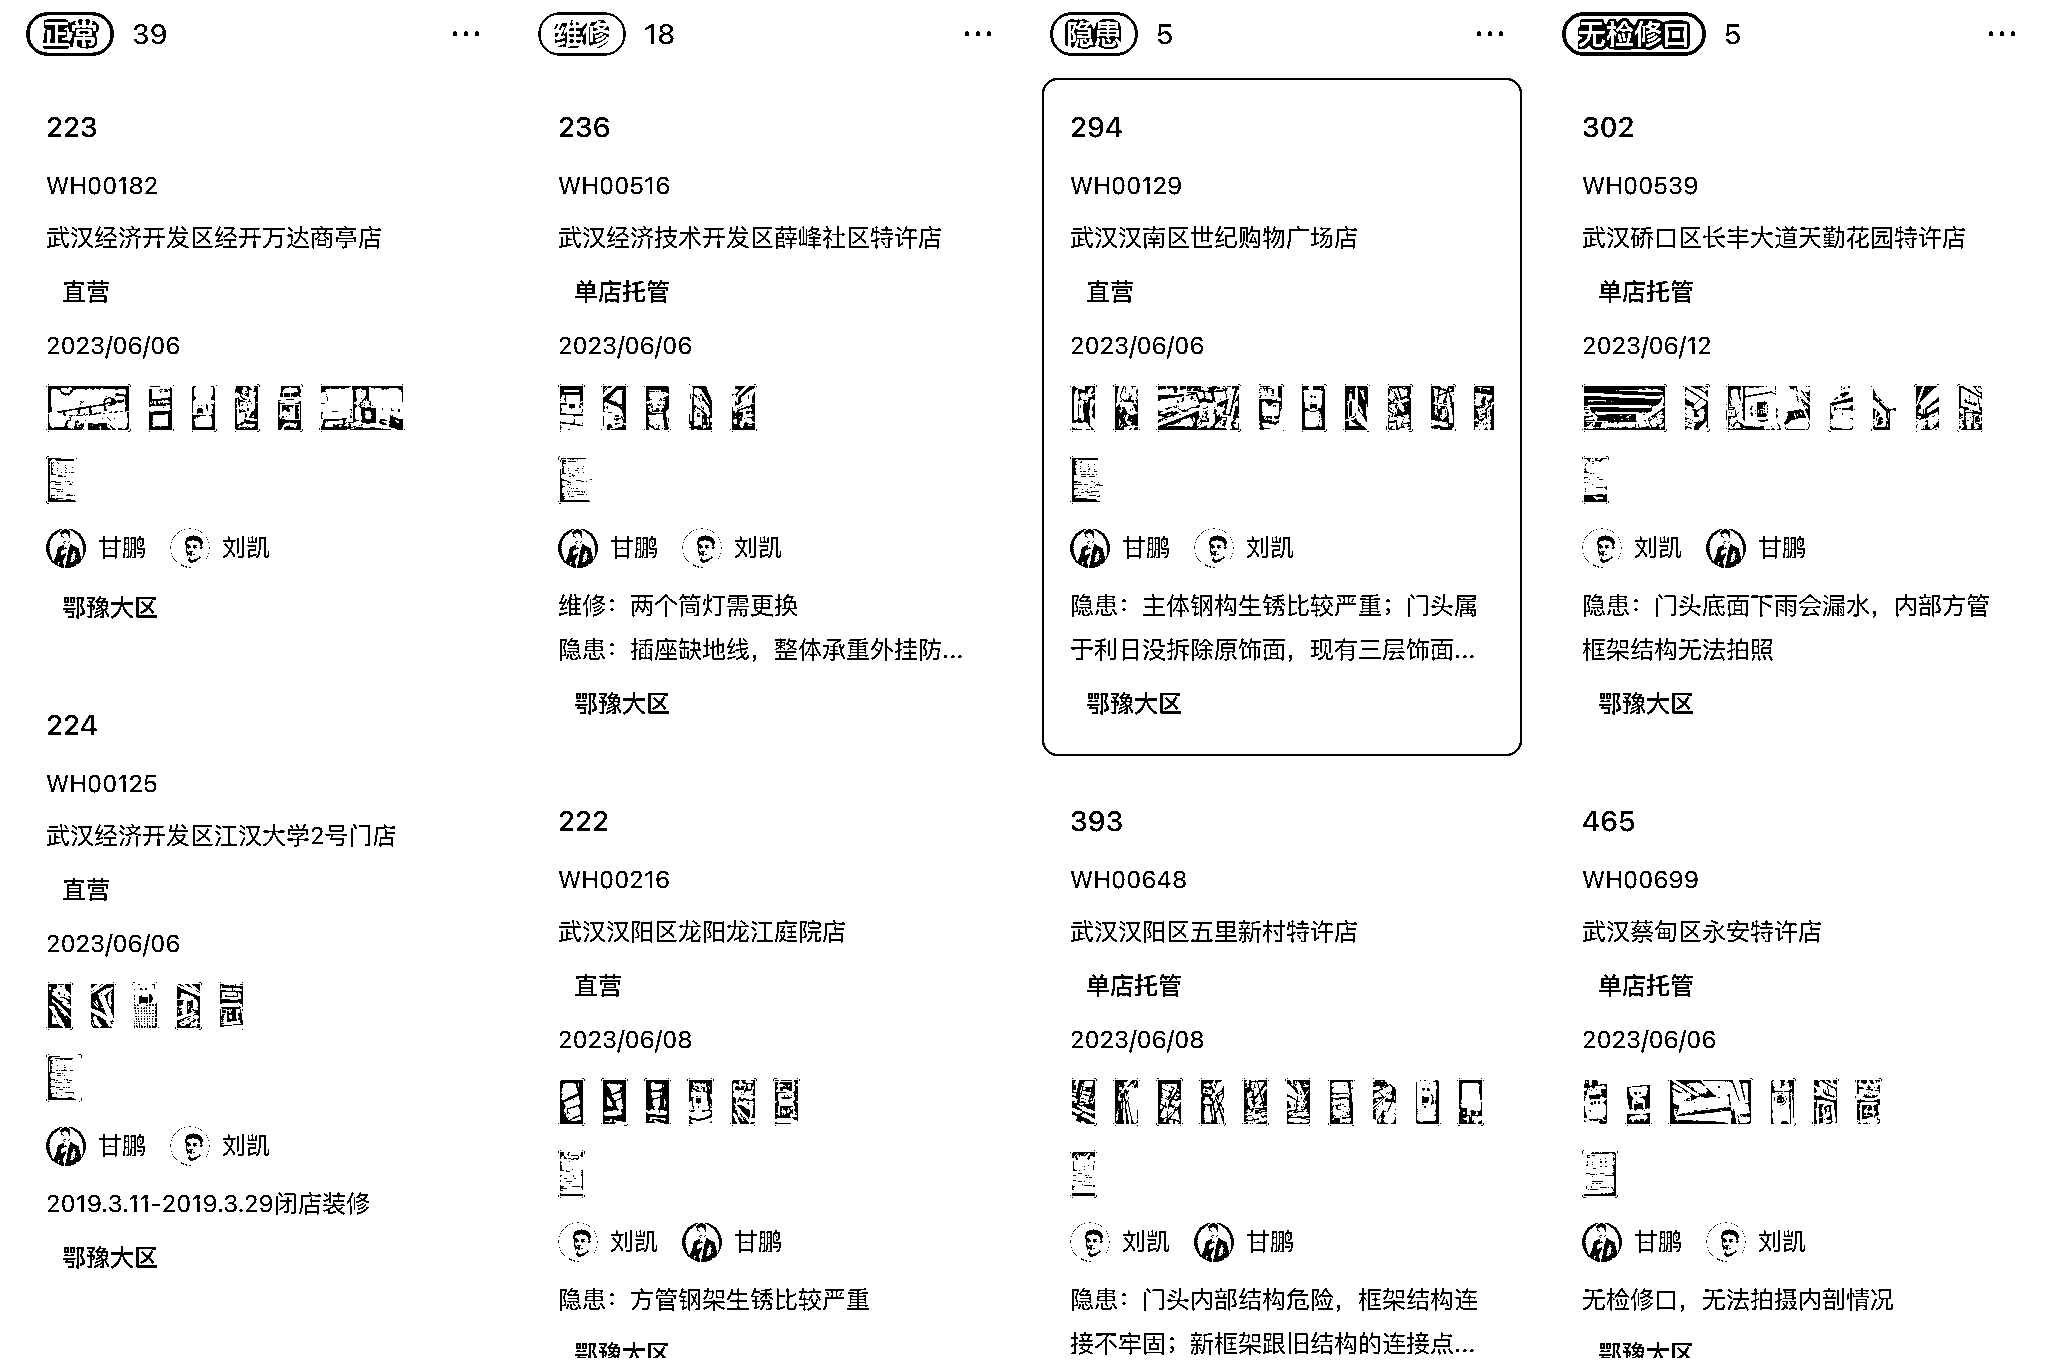 正常 39 ...
223
WH00182
武汉经济开发区经开万达商亭店
直营
2023/06/06
甘鹏 刘凯
鄂豫大区
224
WH00125
武汉经济开发区江汉大学2号门店
直营
2023/06/06
甘鹏 刘凯
2019.3.11-2019.3.29闭店装修
鄂豫大区
维修 18 ...
236
WH00516
武汉经济技术开发区薛峰社区特许店
单店托管
2023/06/06
甘鹏 刘凯
维修：两个筒灯需更换
隐患：插座缺地线，整体承重外挂防...
鄂豫大区
222
WH00216
武汉汉阳区龙阳龙江庭院店
直营
2023/06/08
刘凯 甘鹏
隐患：方管钢架生锈比较严重
鄂豫大区
隐患 5 ...
294
WH00129
武汉汉南区世纪购物广场店
直营
2023/06/06
甘鹏 刘凯
隐患：主体钢构生锈比较严重；门头属
于利日没拆除原饰面，现有三层饰面...
鄂豫大区
393
WH00648
武汉汉阳区五里新村特许店
单店托管
2023/06/08
刘凯 甘鹏
隐患：门头内部结构危险，框架结构连
接不牢固；新框架跟旧结构的连接点...
无检修口 5 ...
302
WH00539
武汉硚口区长丰大道天勤花园特许店
单店托管
2023/06/12
刘凯 甘鹏
隐患：门头底面下雨会漏水，内部方管
框架结构无法拍照
鄂豫大区
465
WH00699
武汉蔡甸区永安特许店
单店托管
2023/06/06
甘鹏 刘凯
无检修口，无法拍摄内剖情况
鄂豫大区